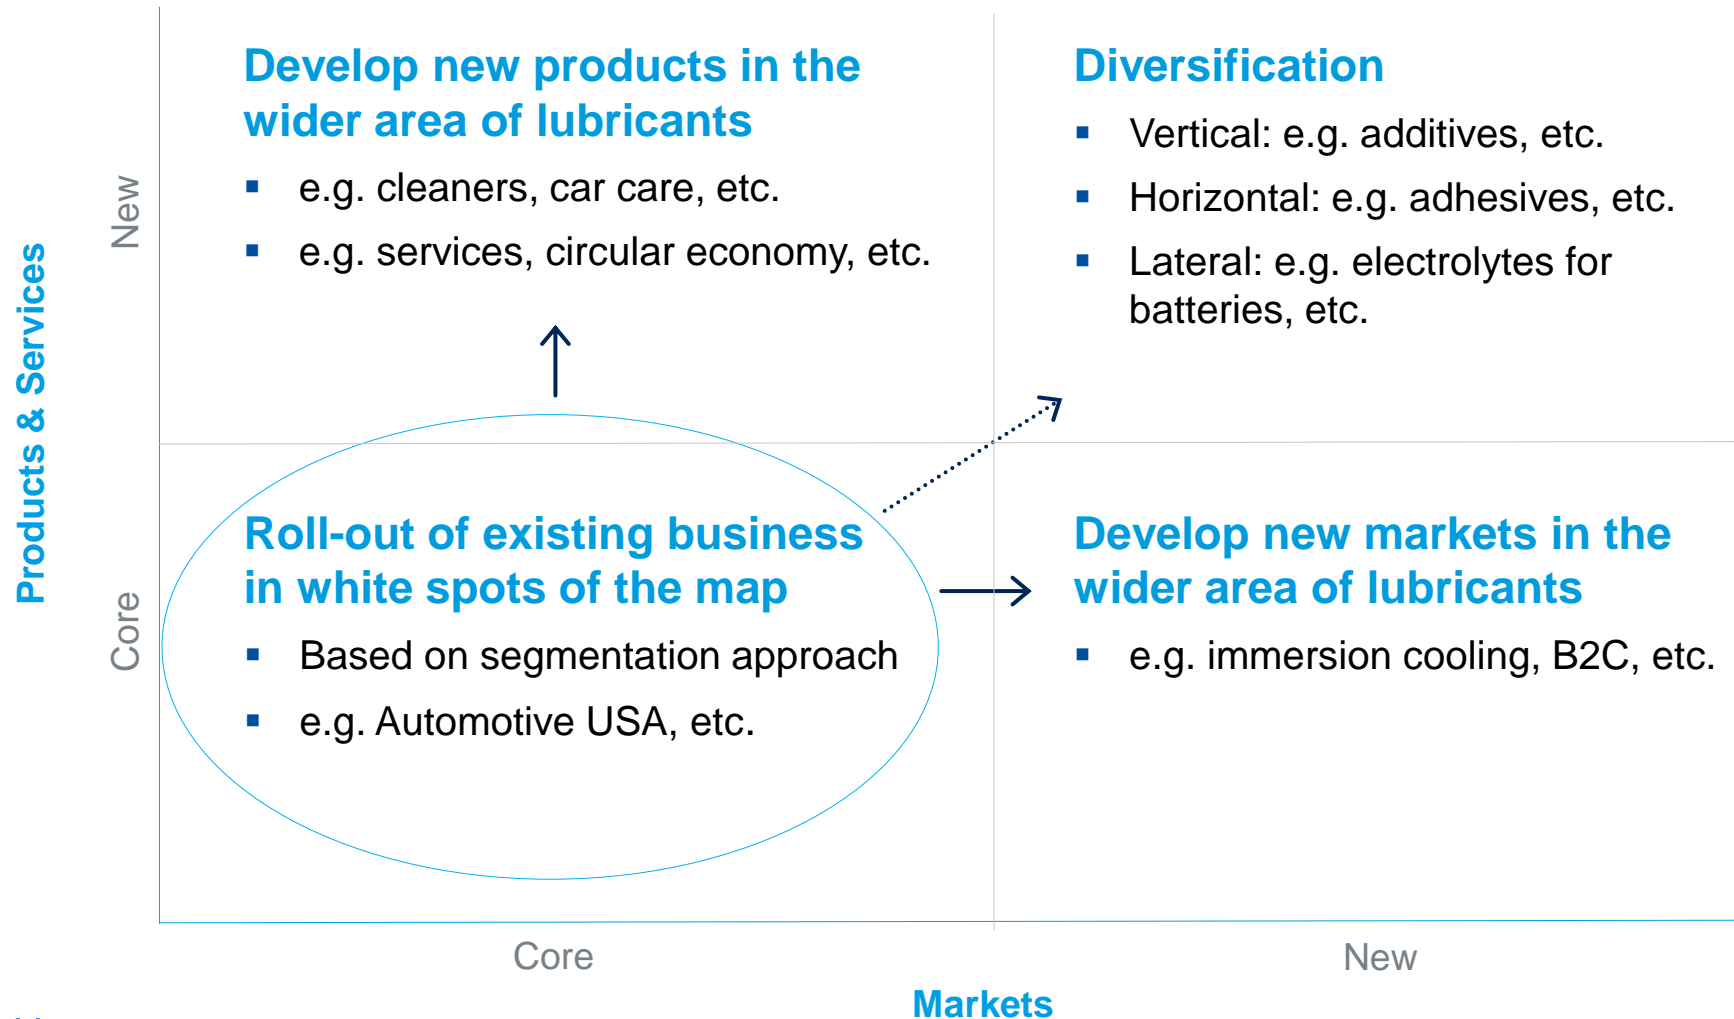 Products & Services
New
Core
Develop new products in the
wider area of lubricants
▪ e.g. cleaners, car care, etc.
▪ e.g. services, circular economy, etc.
Diversification
▪ Vertical: e.g. additives, etc.
▪ Horizontal: e.g. adhesives, etc.
▪ Lateral: e.g. electrolytes for
batteries, etc.
Roll-out of existing business
in white spots of the map
▪ Based on segmentation approach
▪ e.g. Automotive USA, etc.
Develop new markets in the
wider area of lubricants
▪ e.g. immersion cooling, B2C, etc.
Core
New
Markets